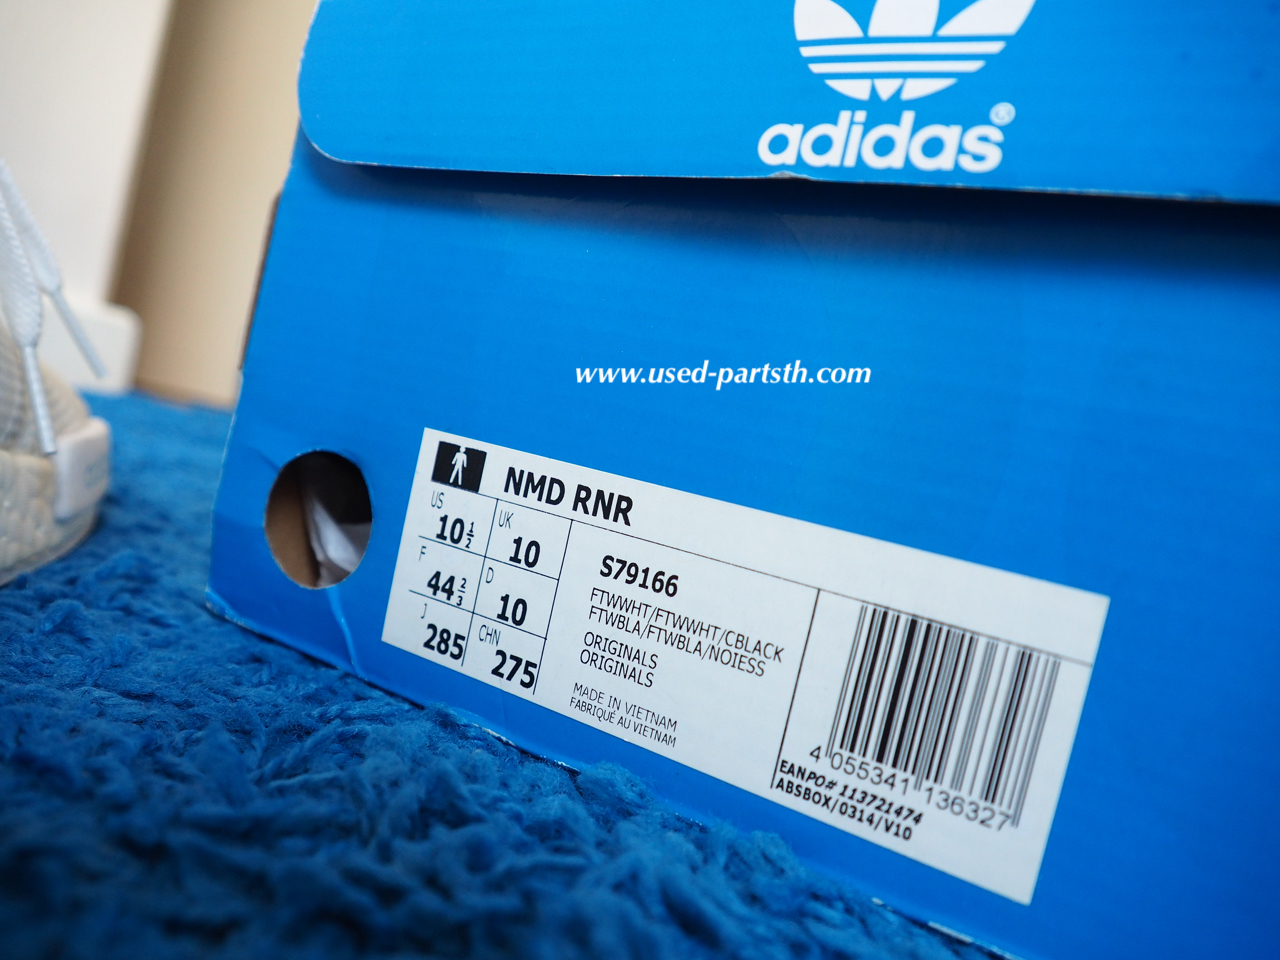 adidas®
www.used-partsth.com
NMD RNR
US
10½
UK
10
F
44⅔
D
10
J
285
CHN
275
S79166
FTWWHT/FTWWHT/CBLACK
FTWBLA/FTWBLA/NOIESS
ORIGINALS
ORIGINALS
MADE IN VIETNAM
FABRIQUÉ AU VIETNAM
4 055341 136327
EANPO# 113721474
ABSBOX/0314/V10